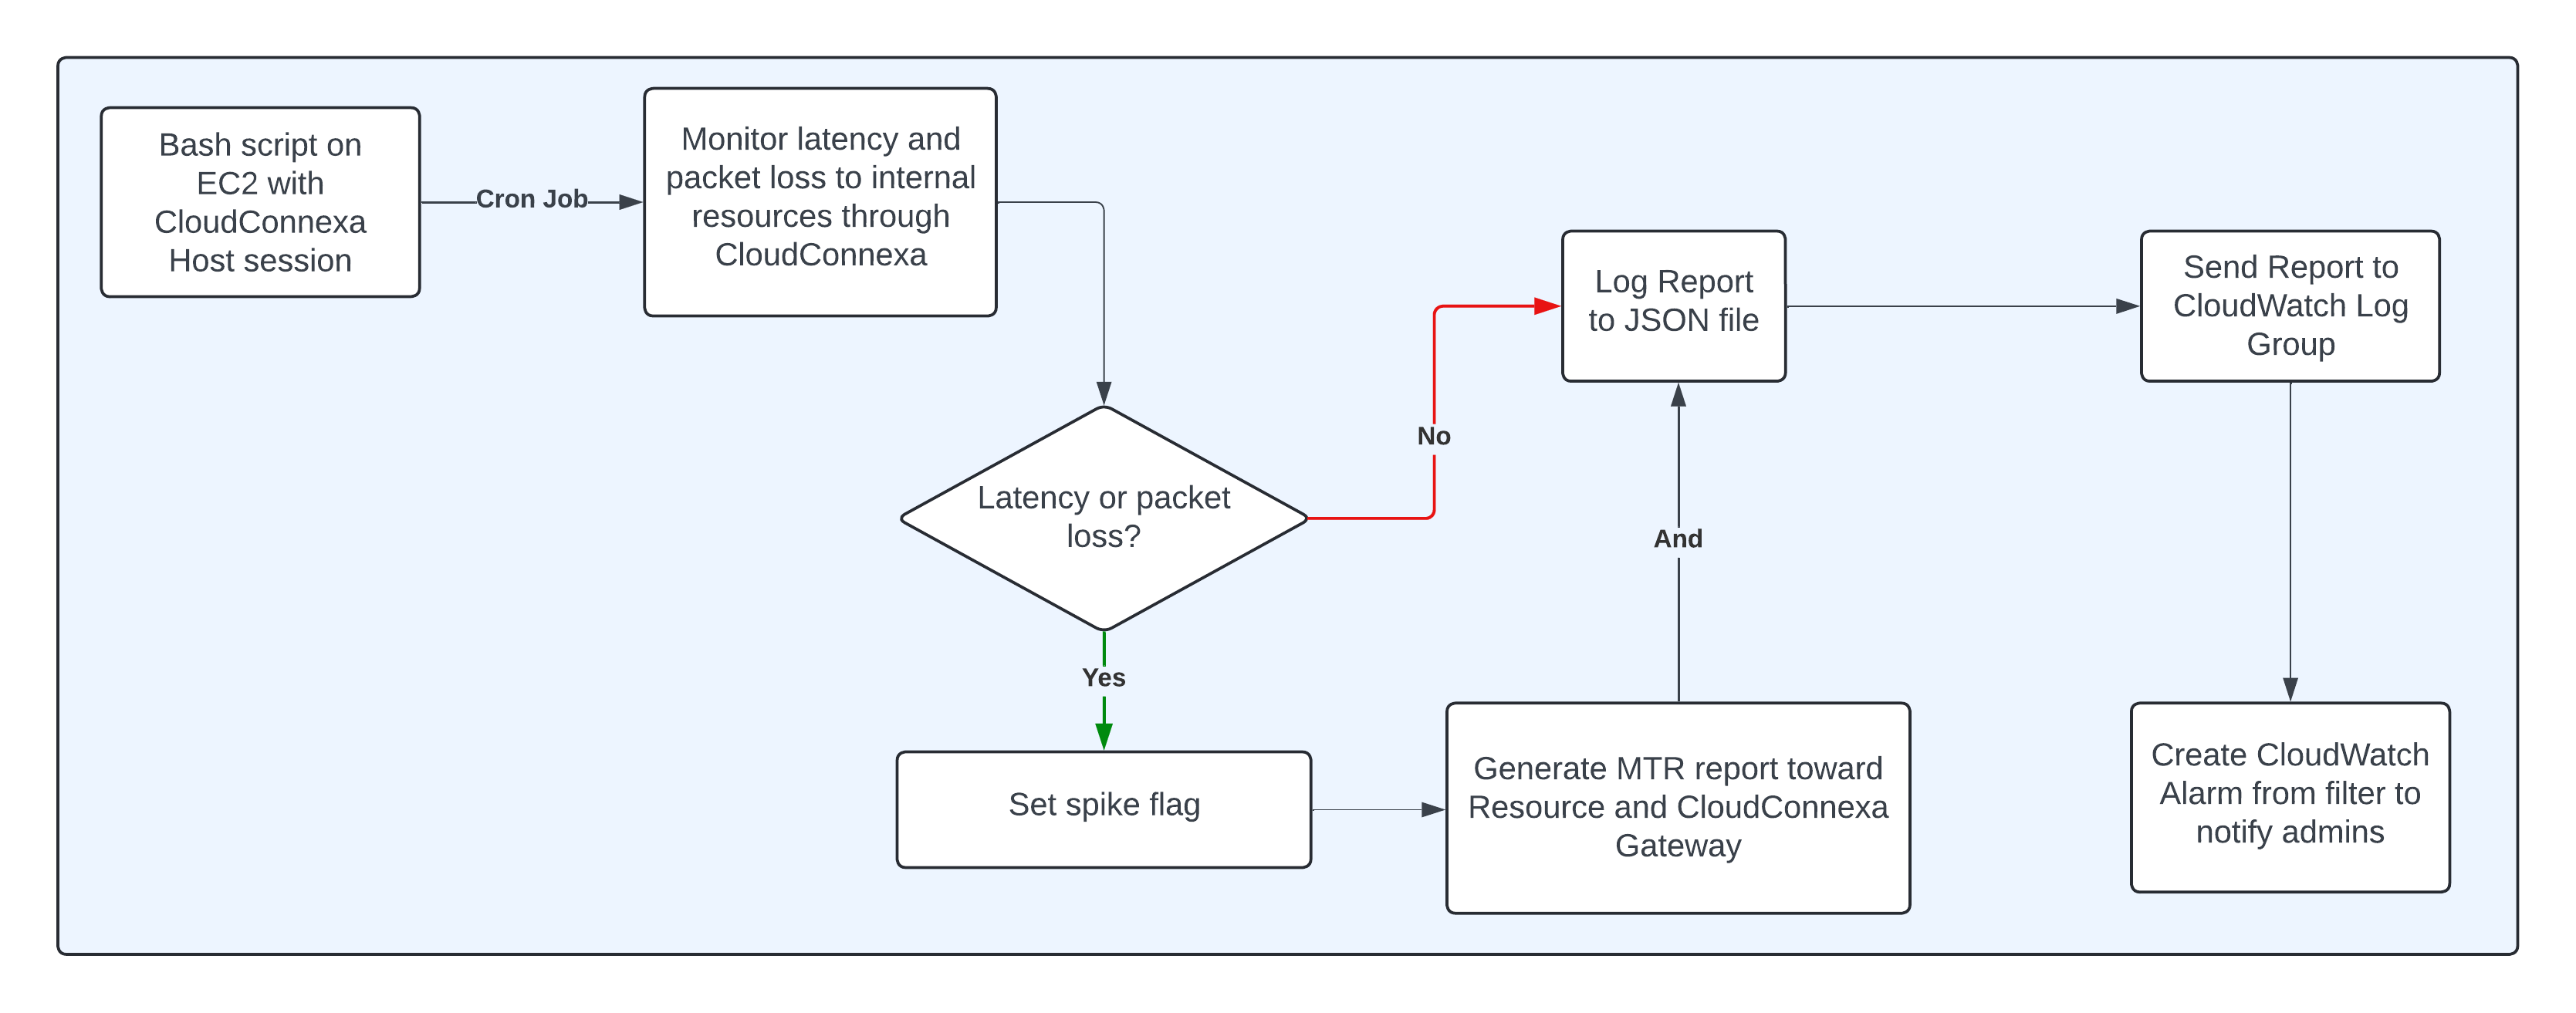 Bash script on
EC2 with
CloudConnexa
Host session
Cron Job
Monitor latency and
packet loss to internal
resources through
CloudConnexa
Latency or packet
loss?
No
Yes
Set spike flag
Generate MTR report toward
Resource and CloudConnexa
Gateway
And
Log Report
to JSON file
Send Report to
CloudWatch Log
Group
Create CloudWatch
Alarm from filter to
notify admins